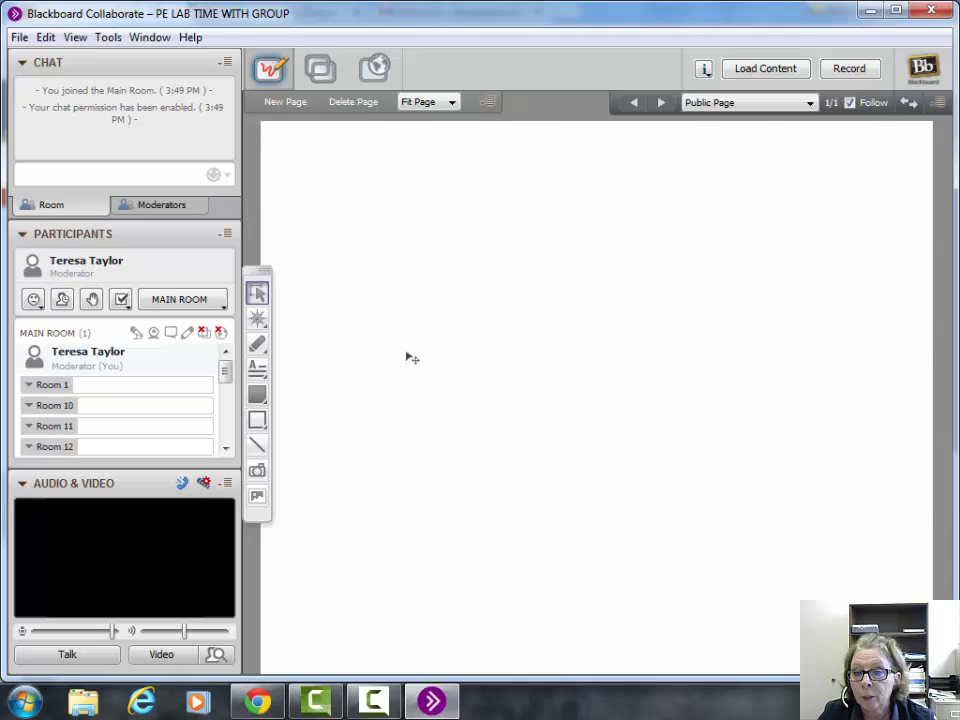 Blackboard Collaborate – PE LAB TIME WITH GROUP
File Edit View Tools Window Help
CHAT
- You joined the Main Room. ( 3:49 PM ) -
- Your chat permission has been enabled. ( 3:49
PM ) -
Room Moderators
PARTICIPANTS
Teresa Taylor
Moderator
MAIN ROOM
MAIN ROOM (1)
Teresa Taylor
Moderator (You)
Room 1
Room 10
Room 11
Room 12
AUDIO & VIDEO
Talk Video
i Load Content Record
Bb
Blackboard
New Page Delete Page Fit Page Public Page 1/1 Follow
A